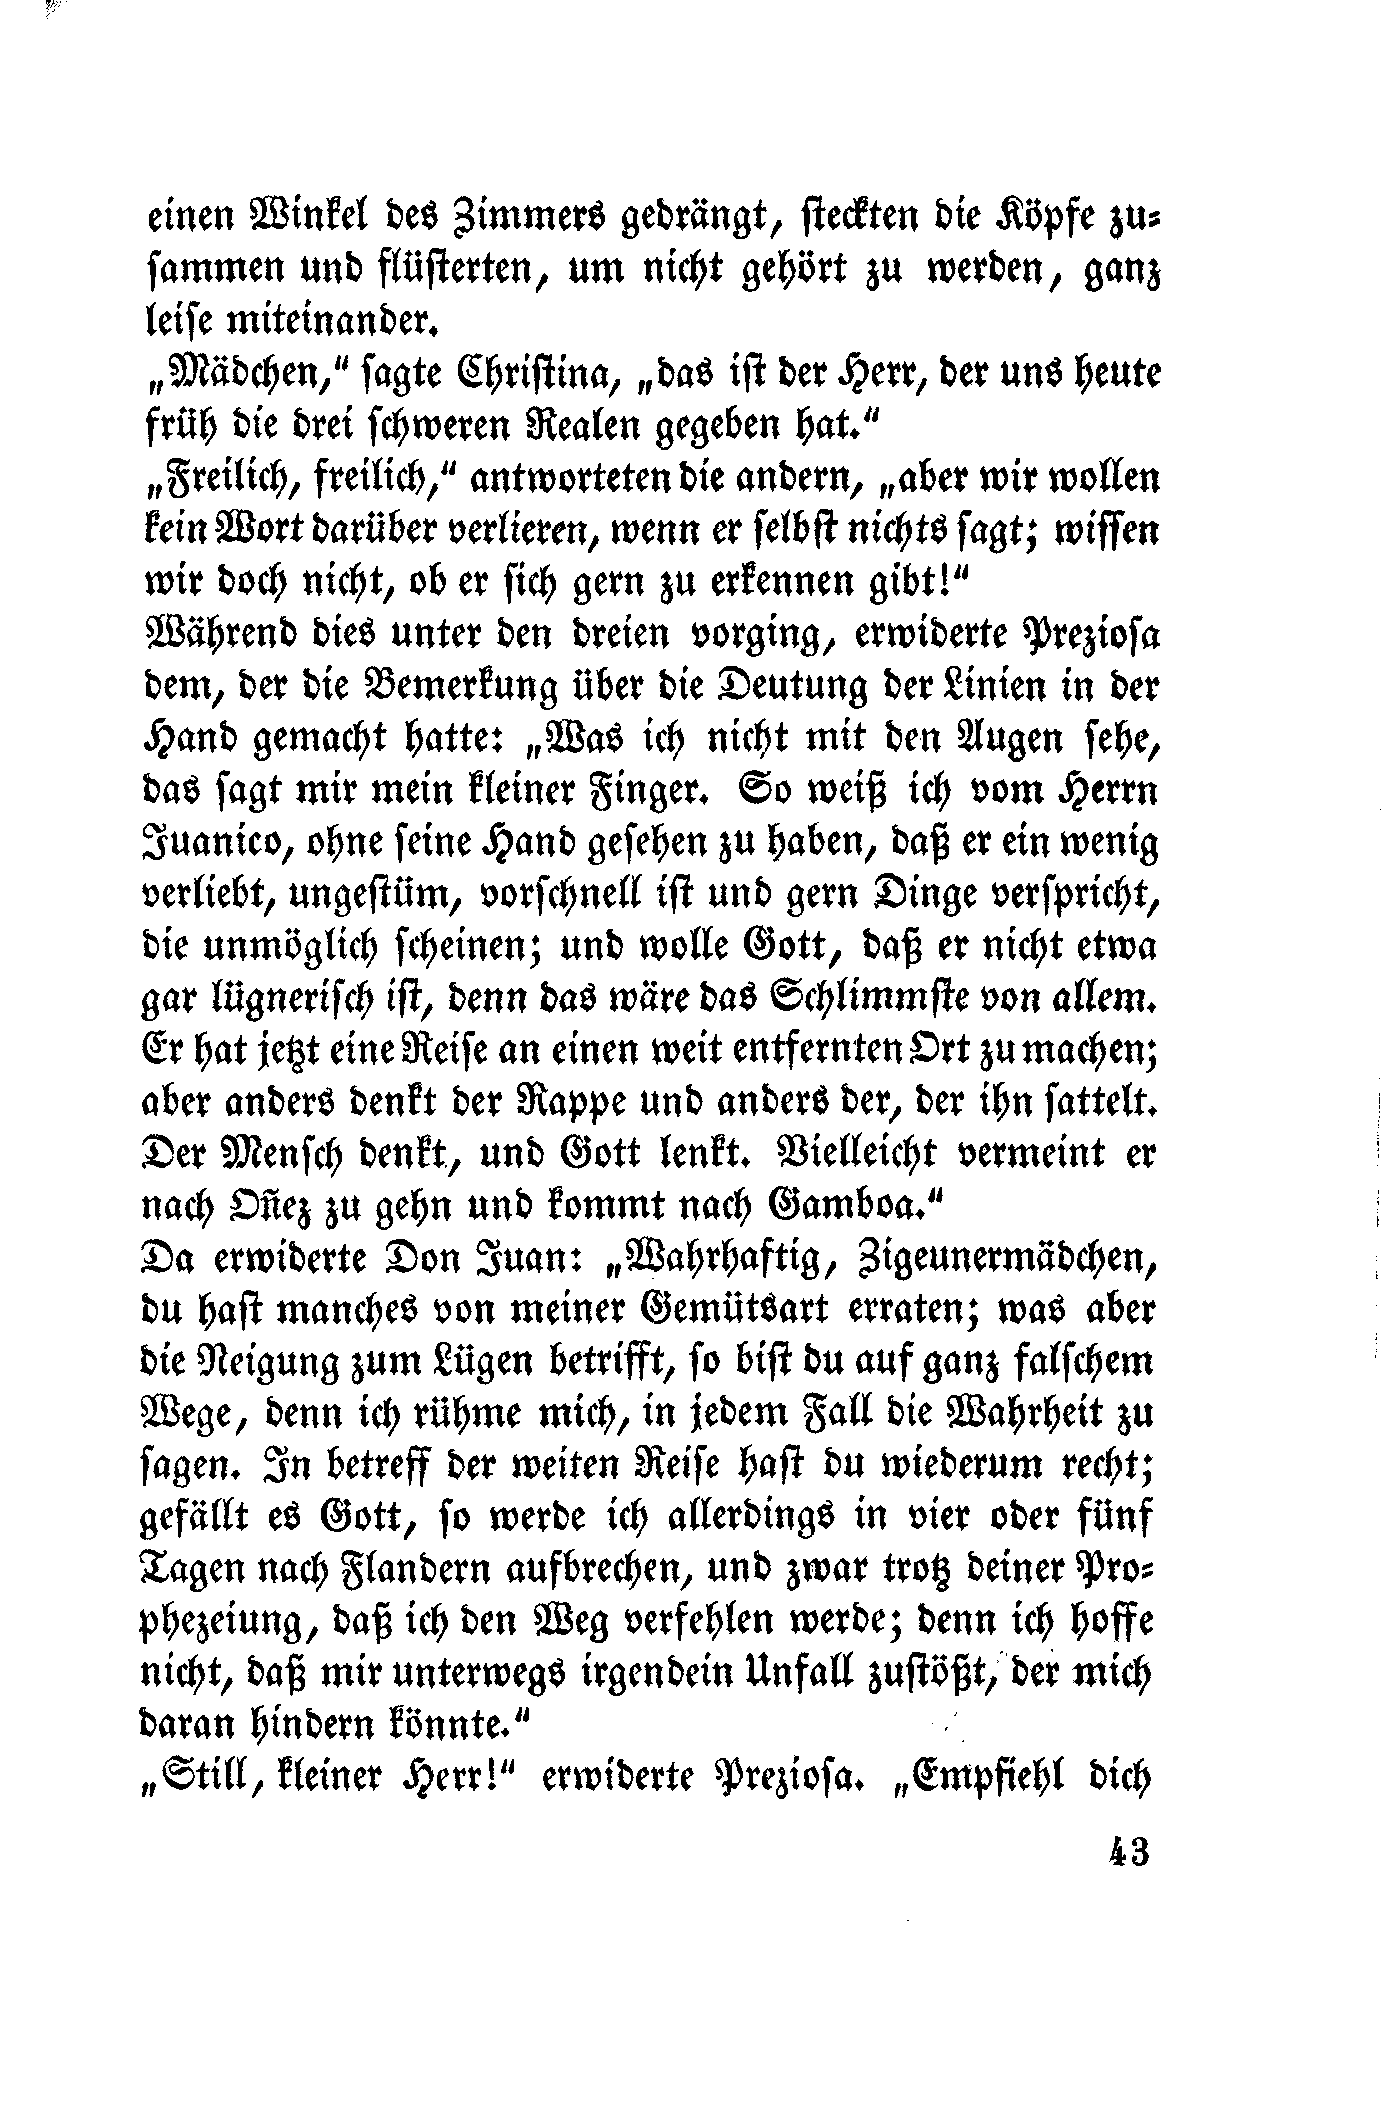 einen Winkel des Zimmers gedrängt, steckten die Köpfe zu-
sammen und flüsterten, um nicht gehört zu werden, ganz
leise miteinander.
„Mädchen,“ sagte Christina, „das ist der Herr, der uns heute
früh die drei schweren Realen gegeben hat.“
„Freilich, freilich,“ antworteten die andern, „aber wir wollen
kein Wort darüber verlieren, wenn er selbst nichts sagt; wissen
wir doch nicht, ob er sich gern zu erkennen gibt!“
Während dies unter den dreien vorging, erwiderte Preziosa
dem, der die Bemerkung über die Deutung der Linien in der
Hand gemacht hatte: „Was ich nicht mit den Augen sehe,
das sagt mir mein kleiner Finger. So weiß ich vom Herrn
Juanico, ohne seine Hand gesehen zu haben, daß er ein wenig
verliebt, ungestüm, vorschnell ist und gern Dinge verspricht,
die unmöglich scheinen; und wolle Gott, daß er nicht etwa
gar lügnerisch ist, denn das wäre das Schlimmste von allem.
Er hat jetzt eine Reise an einen weit entfernten Ort zu machen;
aber anders denkt der Rappe und anders der, der ihn sattelt.
Der Mensch denkt, und Gott lenkt. Vielleicht vermeint er
nach Oñez zu gehn und kommt nach Gamboa.“
Da erwiderte Don Juan: „Wahrhaftig, Zigeunermädchen,
du hast manches von meiner Gemütsart erraten; was aber
die Neigung zum Lügen betrifft, so bist du auf ganz falschem
Wege, denn ich rühme mich, in jedem Fall die Wahrheit zu
sagen. In betreff der weiten Reise hast du wiederum recht;
gefällt es Gott, so werde ich allerdings in vier oder fünf
Tagen nach Flandern aufbrechen, und zwar trotz deiner Pro-
phezeiung, daß ich den Weg verfehlen werde; denn ich hoffe
nicht, daß mir unterwegs irgendein Unfall zustößt, der mich
daran hindern könnte.“
„Still, kleiner Herr!“ erwiderte Preziosa. „Empfiehl dich
43